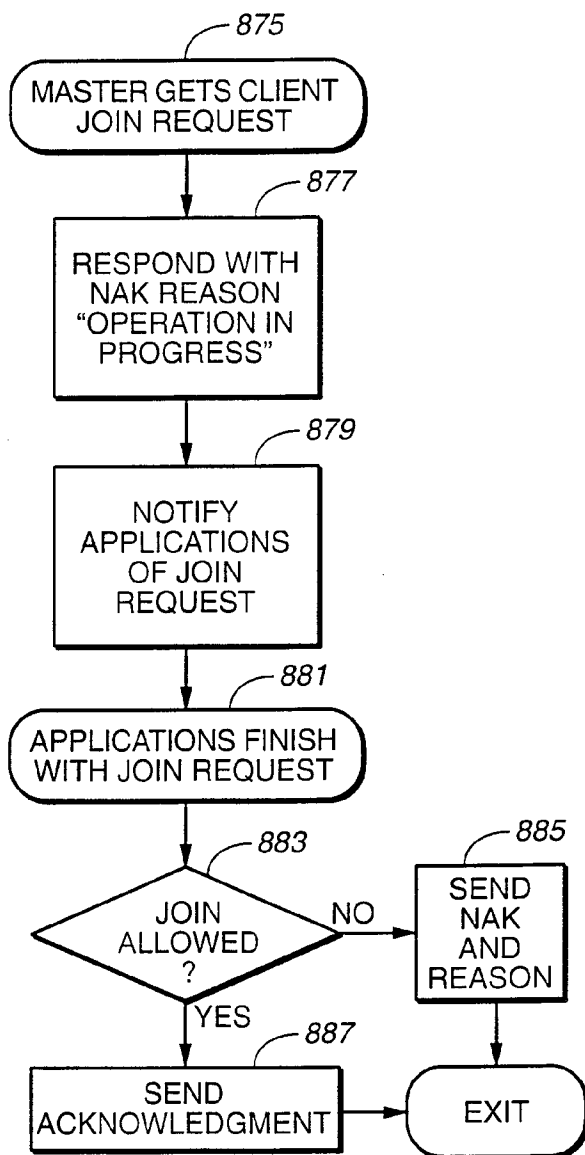 875
MASTER GETS CLIENT
JOIN REQUEST
877
RESPOND WITH
NAK REASON
“OPERATION IN
PROGRESS”
879
NOTIFY
APPLICATIONS
OF JOIN
REQUEST
881
APPLICATIONS FINISH
WITH JOIN REQUEST
883
JOIN
ALLOWED
?
NO
885
SEND
NAK
AND
REASON
YES
887
SEND
ACKNOWLEDGMENT
EXIT